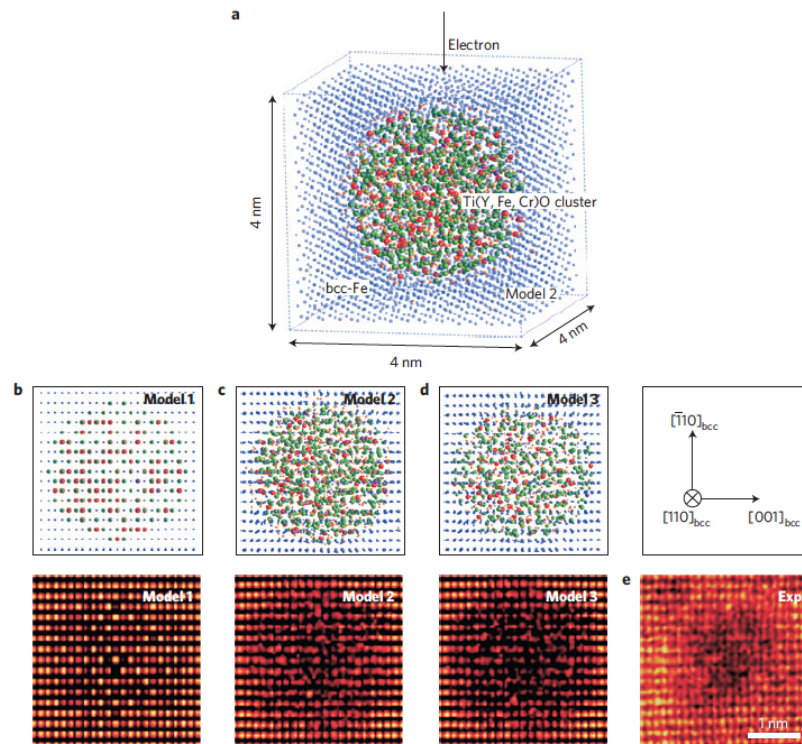 a
Electron
4 nm
Ti(Y, Fe, Cr)O cluster
bcc-Fe
Model 2
4 nm
4 nm
b Model 1 c Model 2 d Model 3
[1̅10]bcc
[110]bcc [001]bcc
Model 1 Model 2 Model 3 e Exp
1 nm